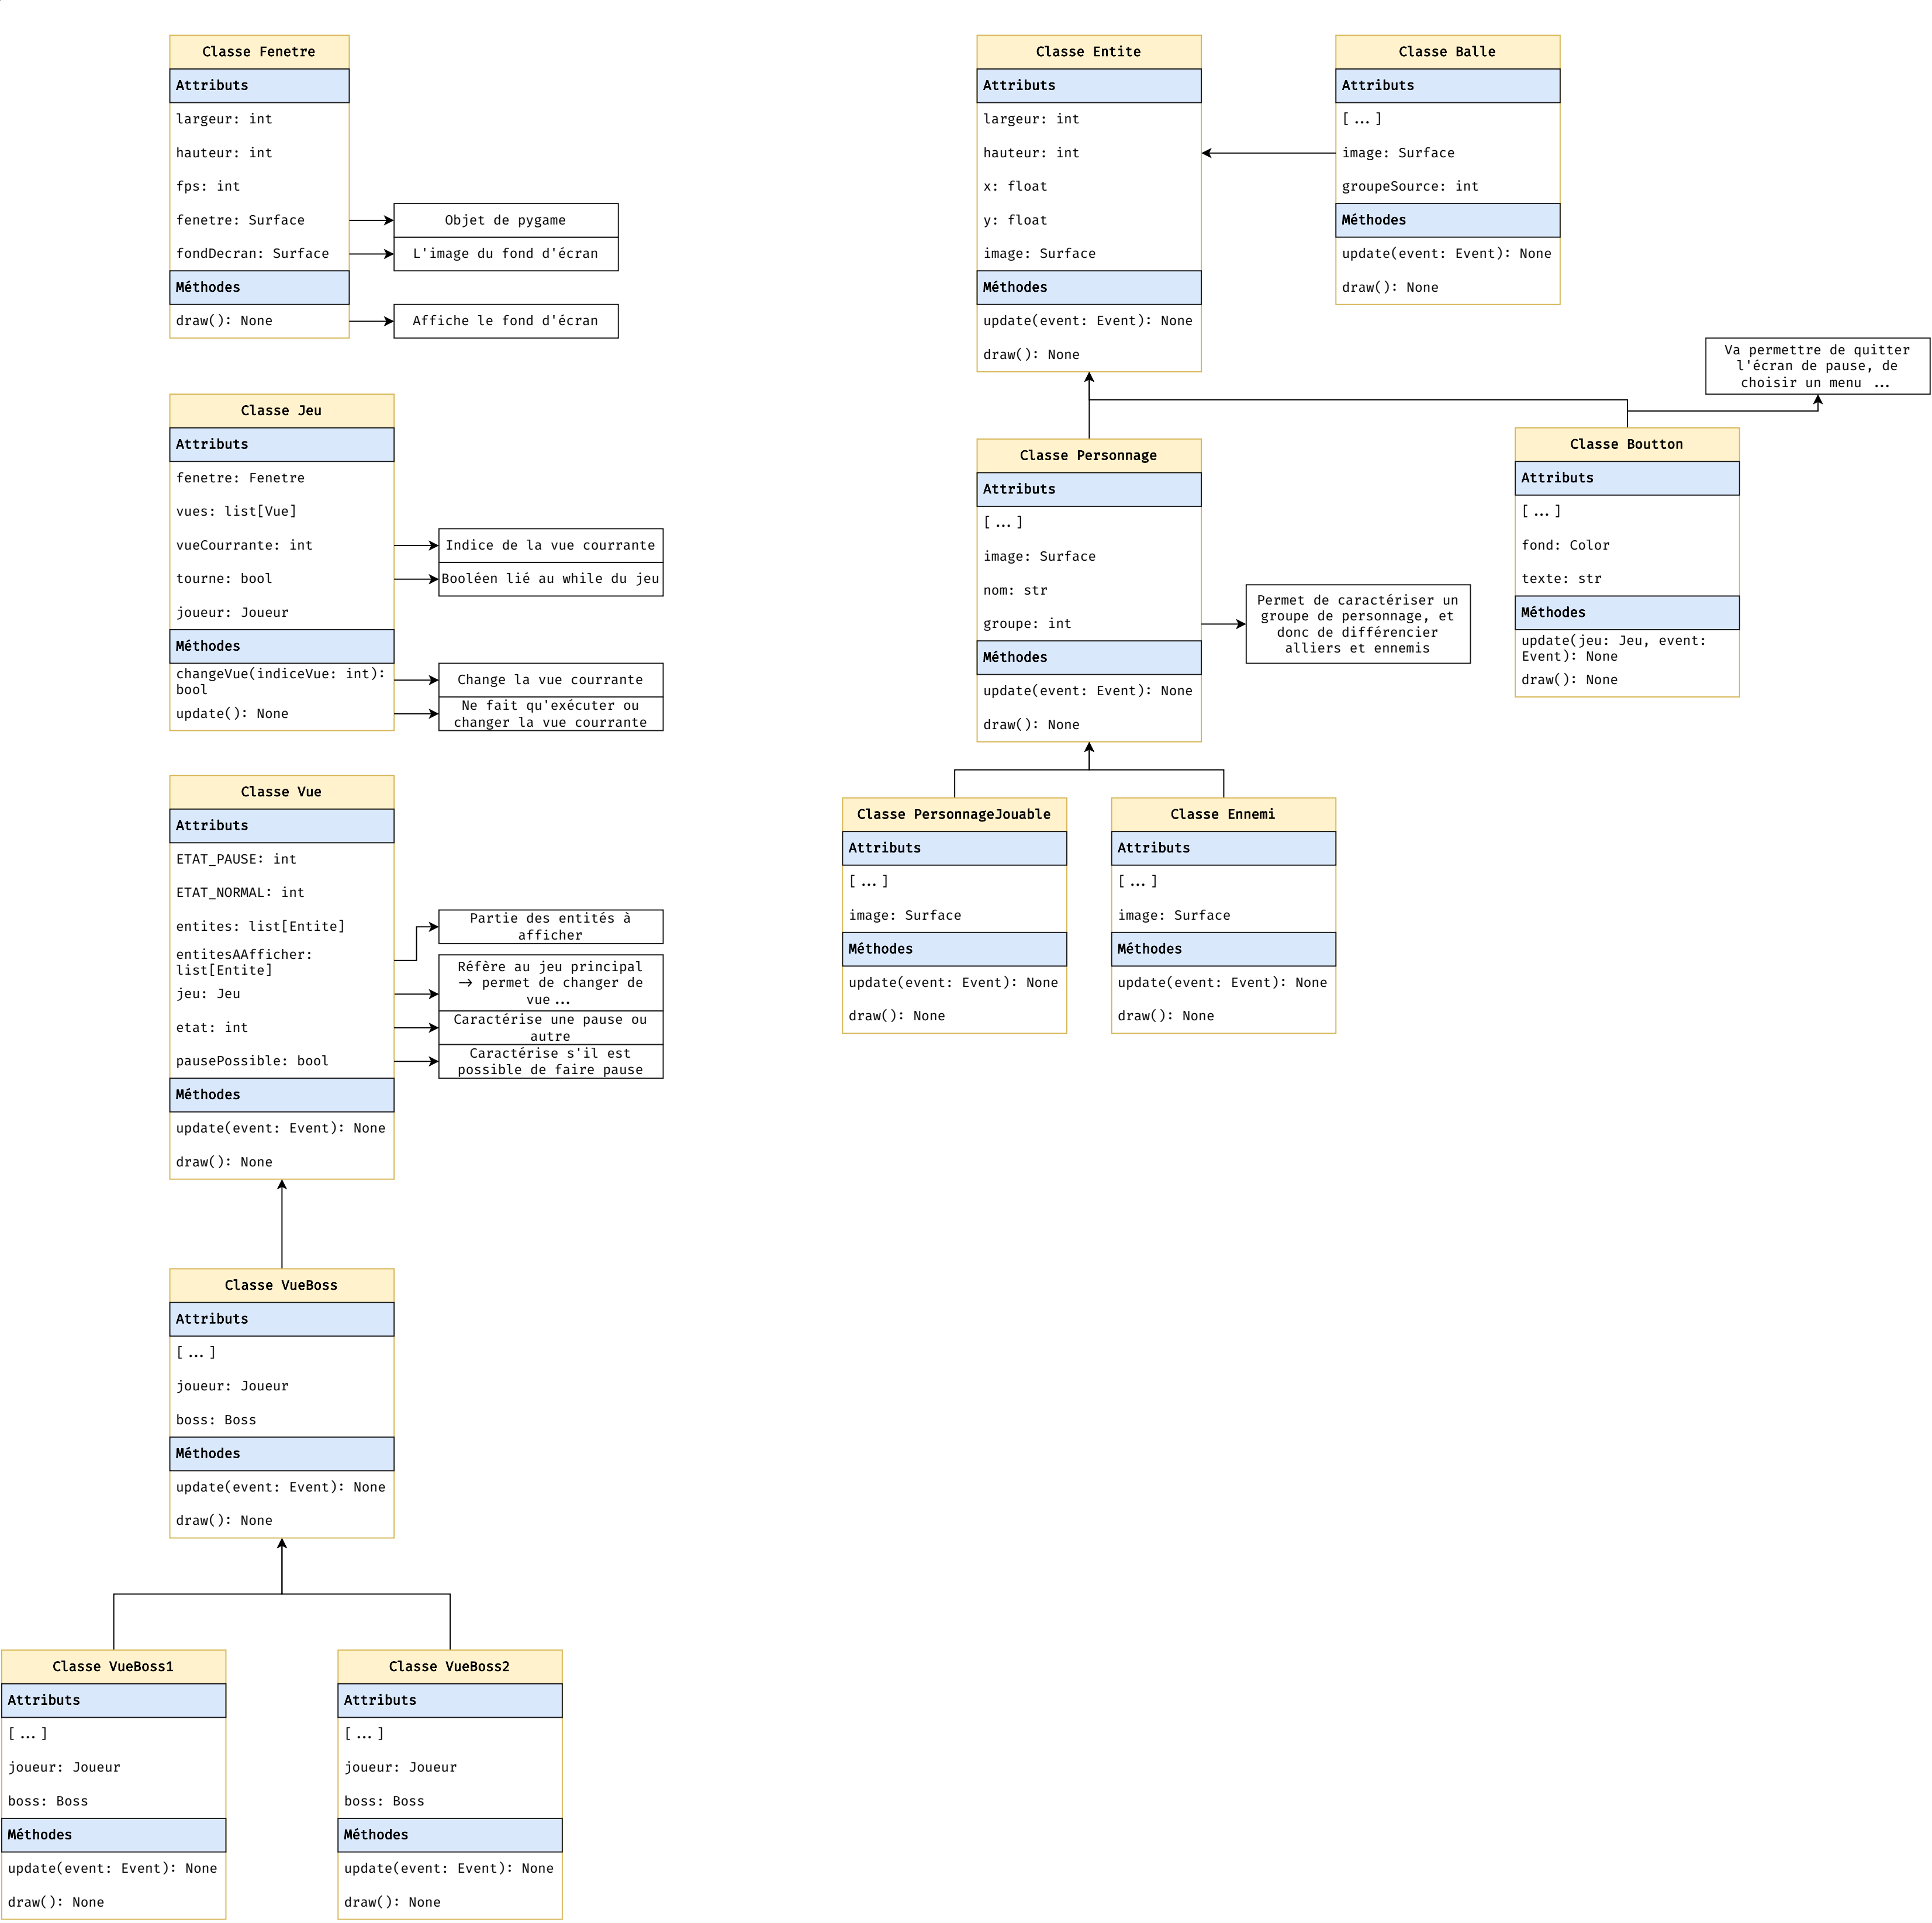 Classe Fenetre
Attributs
largeur: int
hauteur: int
fps: int
fenetre: Surface
Objet de pygame
fondDecran: Surface
L'image du fond d'écran
Méthodes
draw(): None
Affiche le fond d'écran
Classe Jeu
Attributs
fenetre: Fenetre
vues: list[Vue]
vueCourrante: int
Indice de la vue courrante
tourne: bool
Booléen lié au while du jeu
joueur: Joueur
Méthodes
changeVue(indiceVue: int):
bool
Change la vue courrante
update(): None
Ne fait qu'exécuter ou
changer la vue courrante
Classe Vue
Attributs
ETAT_PAUSE: int
ETAT_NORMAL: int
entites: list[Entite]
entitesAAfficher:
list[Entite]
Partie des entités à
afficher
jeu: Jeu
Réfère au jeu principal
→ permet de changer de
vue...
etat: int
Caractérise une pause ou
autre
pausePossible: bool
Caractérise s'il est
possible de faire pause
Méthodes
update(event: Event): None
draw(): None
Classe VueBoss
Attributs
[...]
joueur: Joueur
boss: Boss
Méthodes
update(event: Event): None
draw(): None
Classe VueBoss1
Attributs
[...]
joueur: Joueur
boss: Boss
Méthodes
update(event: Event): None
draw(): None
Classe VueBoss2
Attributs
[...]
joueur: Joueur
boss: Boss
Méthodes
update(event: Event): None
draw(): None
Classe Entite
Attributs
largeur: int
hauteur: int
x: float
y: float
image: Surface
Méthodes
update(event: Event): None
draw(): None
Classe Balle
Attributs
[...]
image: Surface
groupeSource: int
Méthodes
update(event: Event): None
draw(): None
Va permettre de quitter
l'écran de pause, de
choisir un menu ...
Classe Personnage
Attributs
[...]
image: Surface
nom: str
groupe: int
Permet de caractériser un
groupe de personnage, et
donc de différencier
alliers et ennemis
Méthodes
update(event: Event): None
draw(): None
Classe Boutton
Attributs
[...]
fond: Color
texte: str
Méthodes
update(jeu: Jeu, event:
Event): None
draw(): None
Classe PersonnageJouable
Attributs
[...]
image: Surface
Méthodes
update(event: Event): None
draw(): None
Classe Ennemi
Attributs
[...]
image: Surface
Méthodes
update(event: Event): None
draw(): None